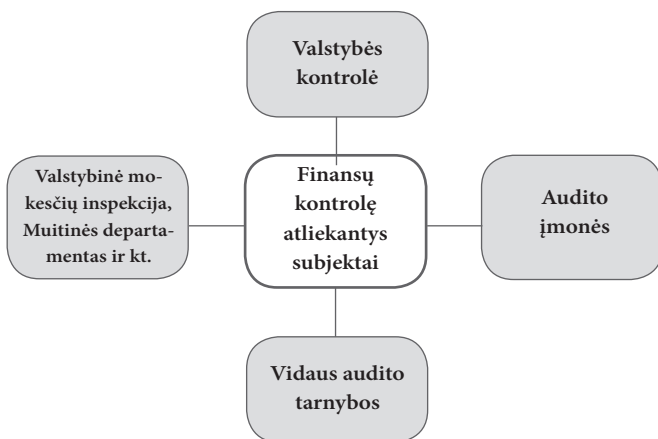 Valstybės
kontrolė
Valstybinė mo-
kesčių inspekcija,
Muitinės departa-
mentas ir kt.
Finansų
kontrolę
atliekantys
subjektai
Audito
įmonės
Vidaus audito
tarnybos